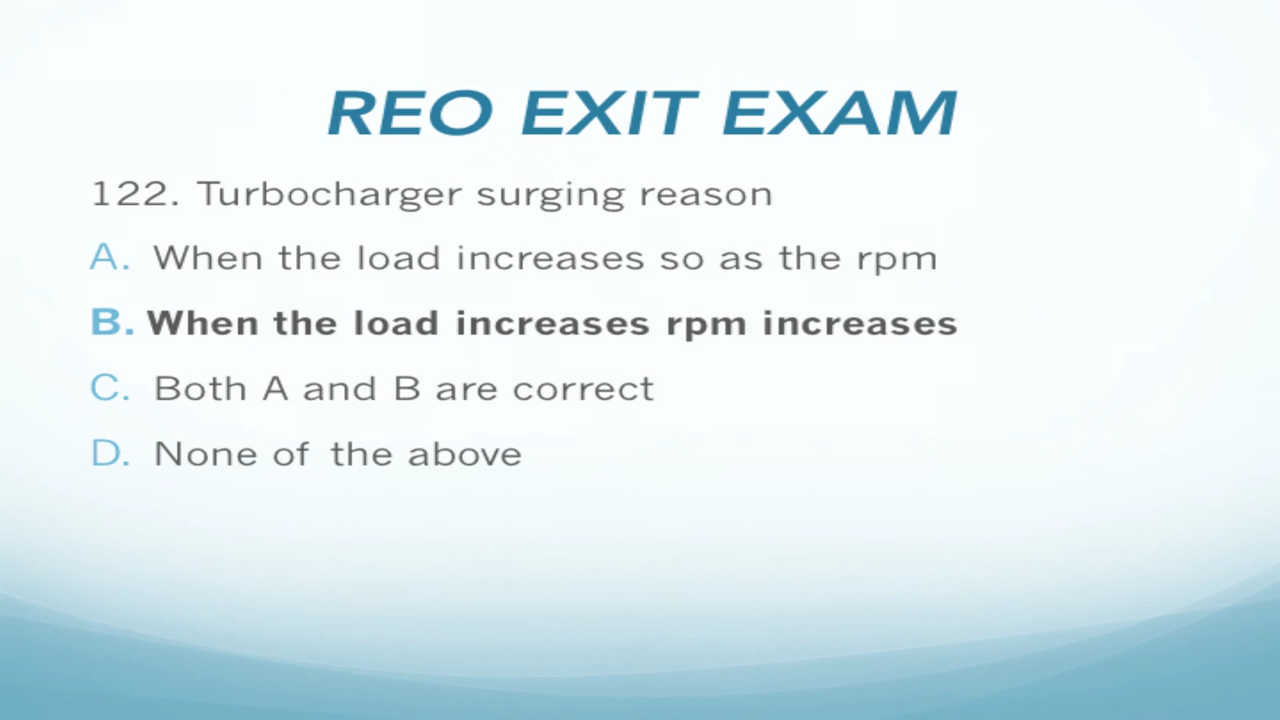 REO EXIT EXAM
122. Turbocharger surging reason
A. When the load increases so as the rpm
B. When the load increases rpm increases
C. Both A and B are correct
D. None of the above